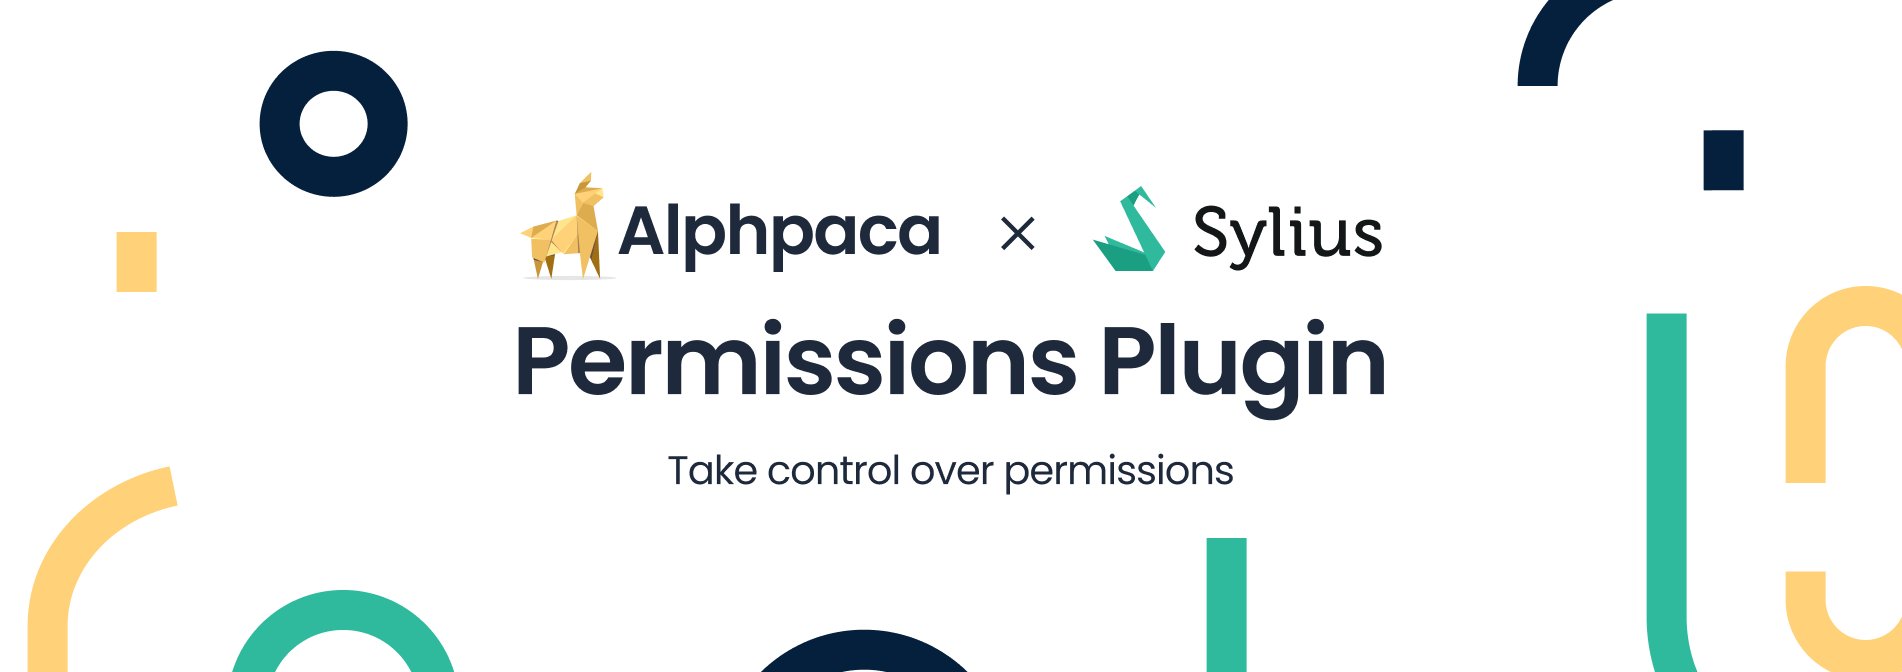 Alphpaca × Sylius
Permissions Plugin
Take control over permissions